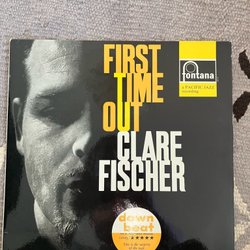 FIRST
TIME
OUT
CLARE
FISCHER
fontana
a PACIFIC JAZZ
recording
down
beat
★★★★★